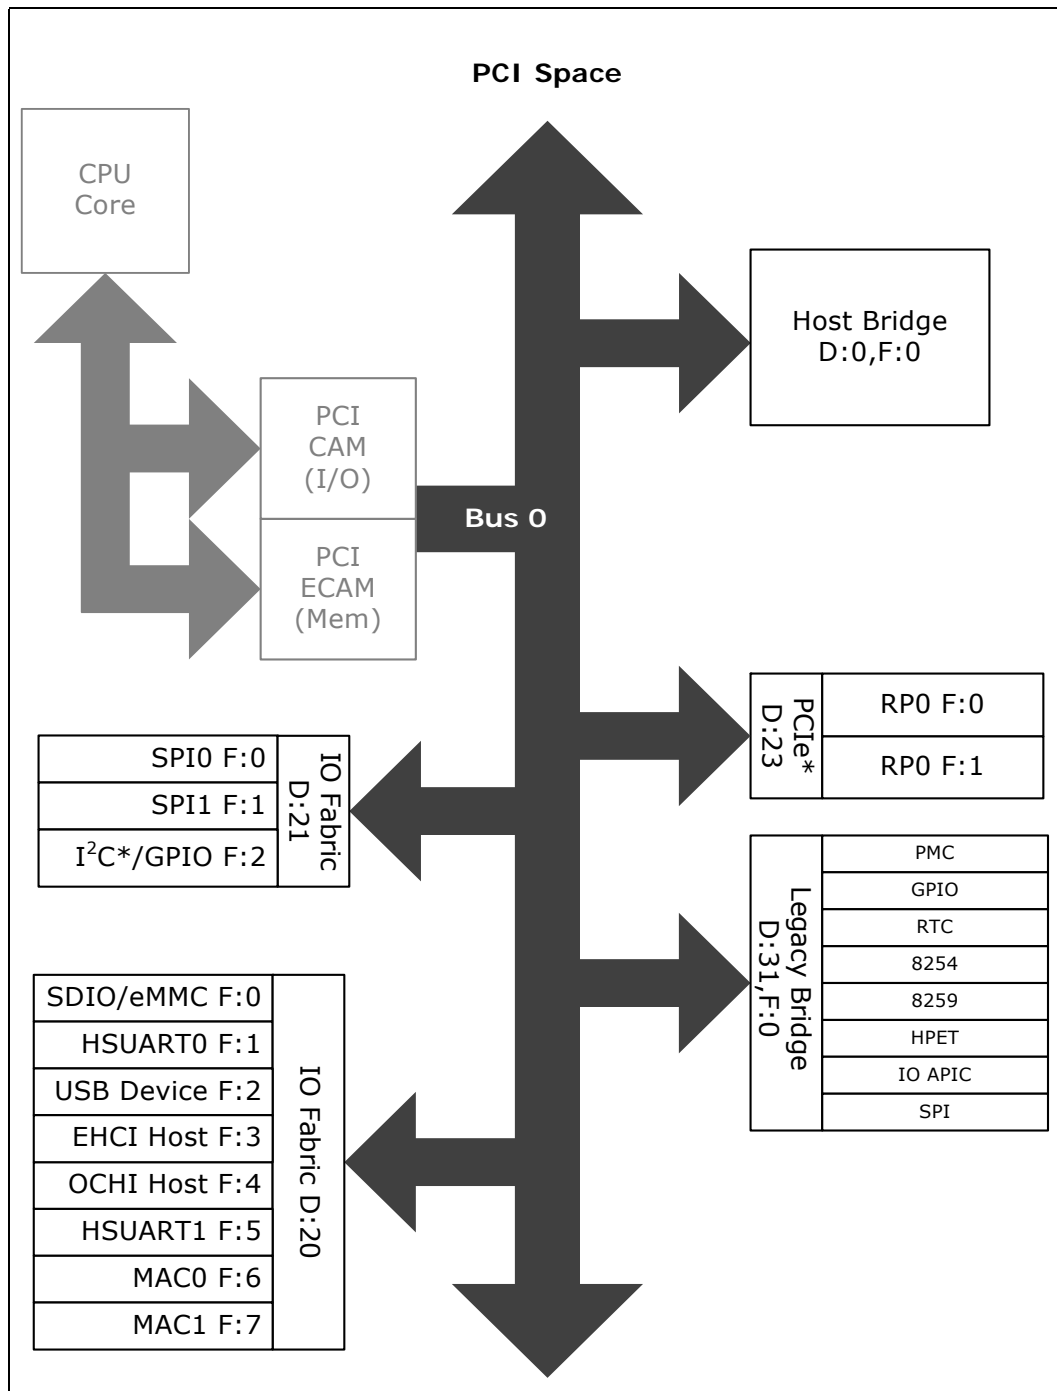 PCI Space
CPU
Core
Host Bridge
D:0,F:0
PCI
CAM
(I/O)
Bus 0
PCI
ECAM
(Mem)
PCIe*
D:23
RP0 F:0
RP0 F:1
SPI0 F:0
SPI1 F:1
I²C*/GPIO F:2
IO Fabric
D:21
Legacy Bridge
D:31,F:0
PMC
GPIO
RTC
8254
8259
HPET
IO APIC
SPI
SDIO/eMMC F:0
HSUART0 F:1
USB Device F:2
EHCI Host F:3
OCHI Host F:4
HSUART1 F:5
MAC0 F:6
MAC1 F:7
IO Fabric D:20